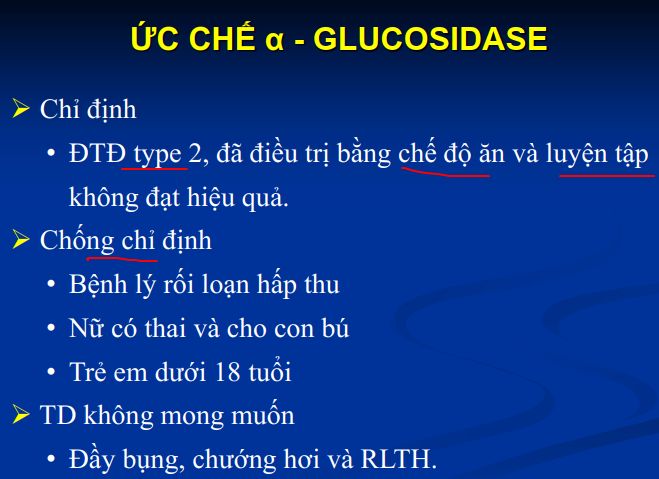 ỨC CHẾ α - GLUCOSIDASE
➢ Chỉ định
• ĐTĐ type 2, đã điều trị bằng chế độ ăn và luyện tập
không đạt hiệu quả.
➢ Chống chỉ định
• Bệnh lý rối loạn hấp thu
• Nữ có thai và cho con bú
• Trẻ em dưới 18 tuổi
➢ TD không mong muốn
• Đầy bụng, chướng hơi và RLTH.